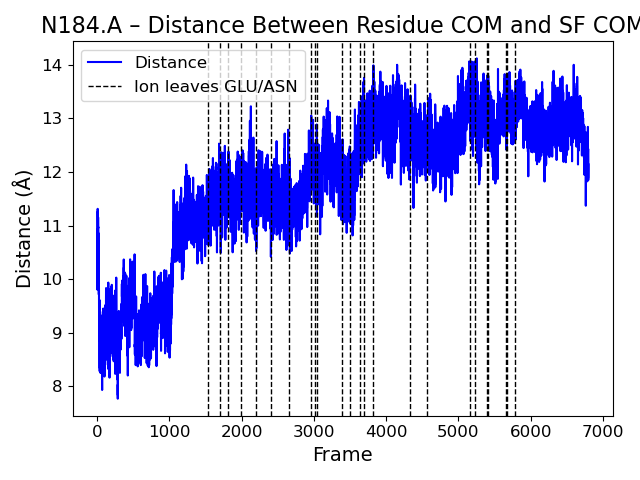 N184.A – Distance Between Residue COM and SF COM
Distance
Ion leaves GLU/ASN
14
13
12
11
10
9
8
Distance (Å)
0 1000 2000 3000 4000 5000 6000 7000
Frame